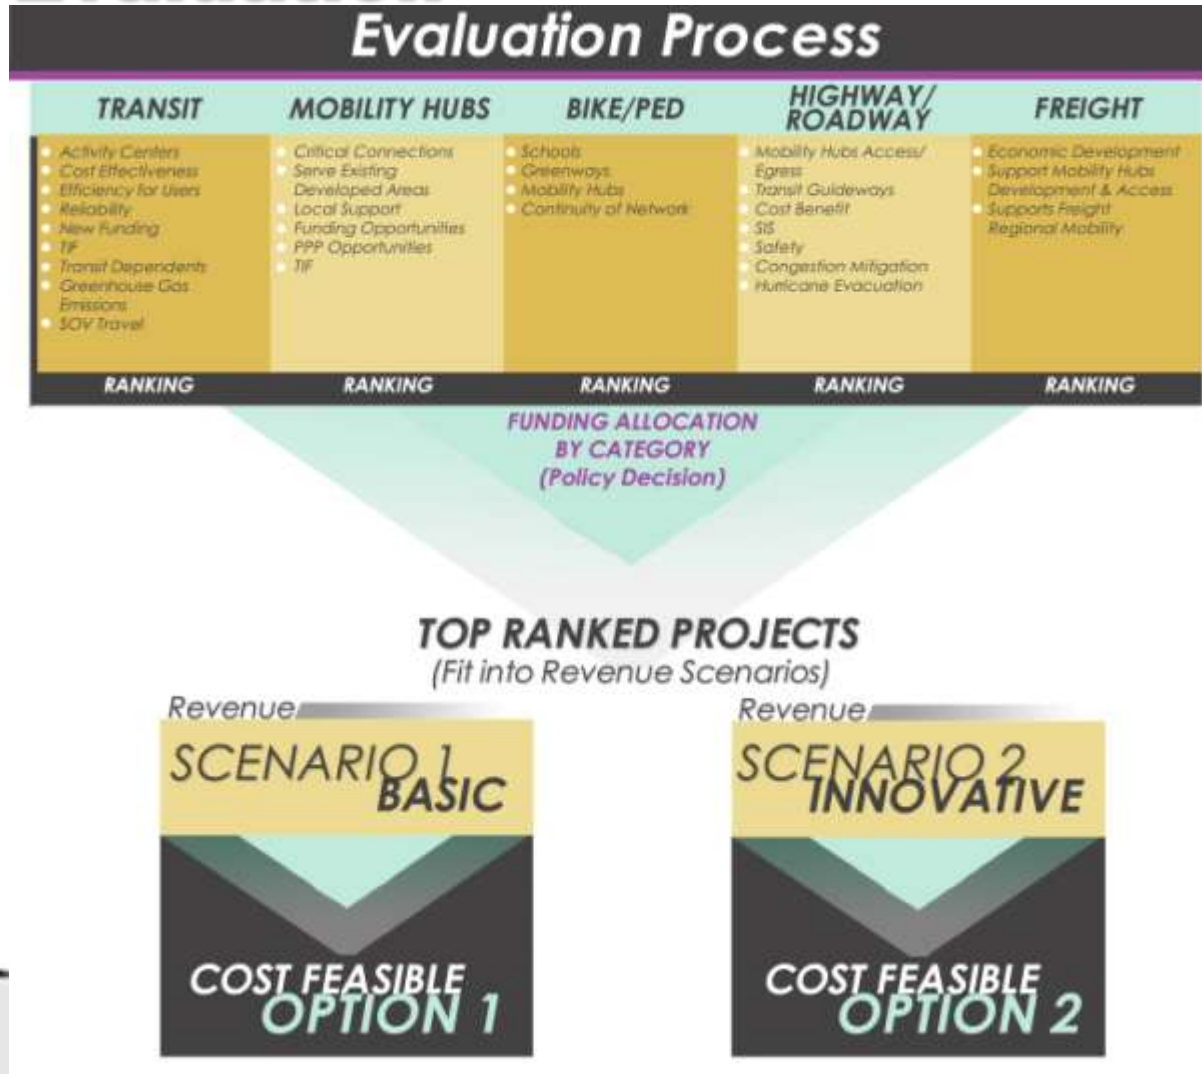 Evaluation
Evaluation Process
TRANSIT
Activity Centers
Cost Effectiveness
Efficiency for Users
Reliability
New Funding
TIF
Transit Dependents
Greenhouse Gas
Emissions
SOV Travel
RANKING
MOBILITY HUBS
Critical Connections
Serve Existing
Developed Areas
Local Support
Funding Opportunities
PPP Opportunities
TIF
RANKING
BIKE/PED
Schools
Greenways
Mobility Hubs
Continuity of Network
RANKING
HIGHWAY/
ROADWAY
Mobility Hubs Access/
Egress
Transit Guideways
Cost Benefit
SIS
Safety
Congestion Mitigation
Hurricane Evacuation
RANKING
FREIGHT
Economic Development
Support Mobility Hubs
Development & Access
Supports Freight
Regional Mobility
RANKING
FUNDING ALLOCATION
BY CATEGORY
(Policy Decision)
TOP RANKED PROJECTS
(Fit into Revenue Scenarios)
Revenue
SCENARIO 1
BASIC
COST FEASIBLE
OPTION 1
Revenue
SCENARIO 2
INNOVATIVE
COST FEASIBLE
OPTION 2